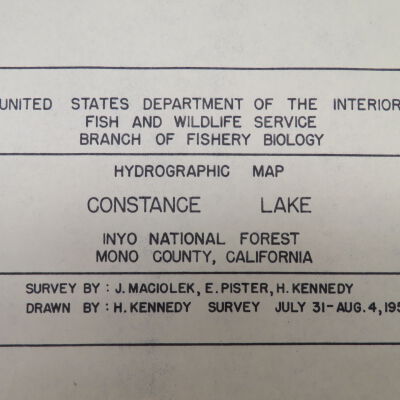 UNITED STATES DEPARTMENT OF THE INTERIOR
FISH AND WILDLIFE SERVICE
BRANCH OF FISHERY BIOLOGY
HYDROGRAPHIC MAP
CONSTANCE LAKE
INYO NATIONAL FOREST
MONO COUNTY, CALIFORNIA
SURVEY BY : J. MACIOLEK, E. PISTER, H. KENNEDY
DRAWN BY : H. KENNEDY SURVEY JULY 31-AUG. 4, 195